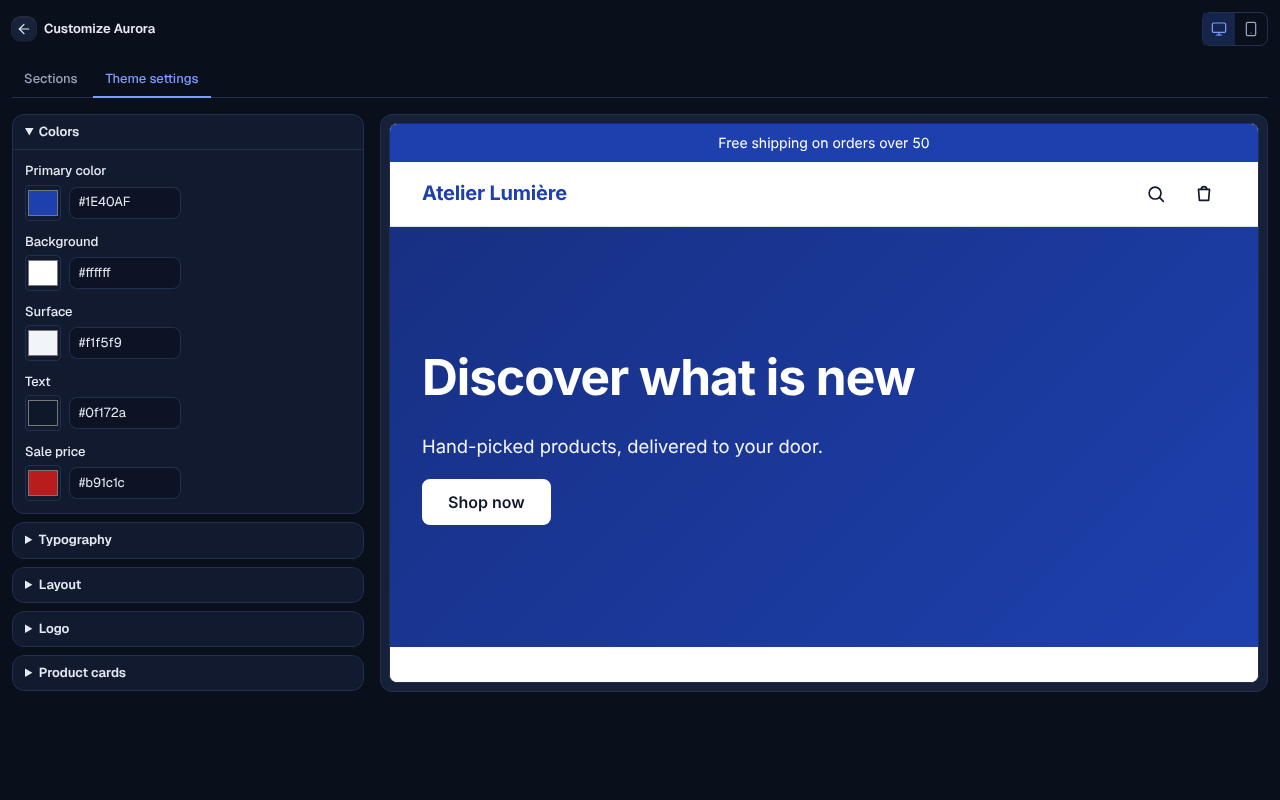 Customize Aurora
Sections
Theme settings
Colors
Primary color
#1E40AF
Background
#ffffff
Surface
#f1f5f9
Text
#0f172a
Sale price
#b91c1c
Typography
Layout
Logo
Product cards
Free shipping on orders over 50
Atelier Lumière
Discover what is new
Hand-picked products, delivered to your door.
Shop now